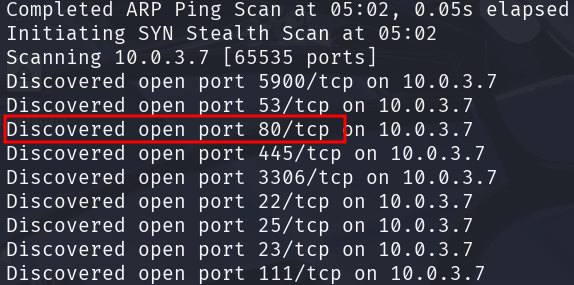 Completed ARP Ping Scan at 05:02, 0.05s elapsed
Initiating SYN Stealth Scan at 05:02
Scanning 10.0.3.7 [65535 ports]
Discovered open port 5900/tcp on 10.0.3.7
Discovered open port 53/tcp on 10.0.3.7
Discovered open port 80/tcp on 10.0.3.7
Discovered open port 445/tcp on 10.0.3.7
Discovered open port 3306/tcp on 10.0.3.7
Discovered open port 22/tcp on 10.0.3.7
Discovered open port 25/tcp on 10.0.3.7
Discovered open port 23/tcp on 10.0.3.7
Discovered open port 111/tcp on 10.0.3.7